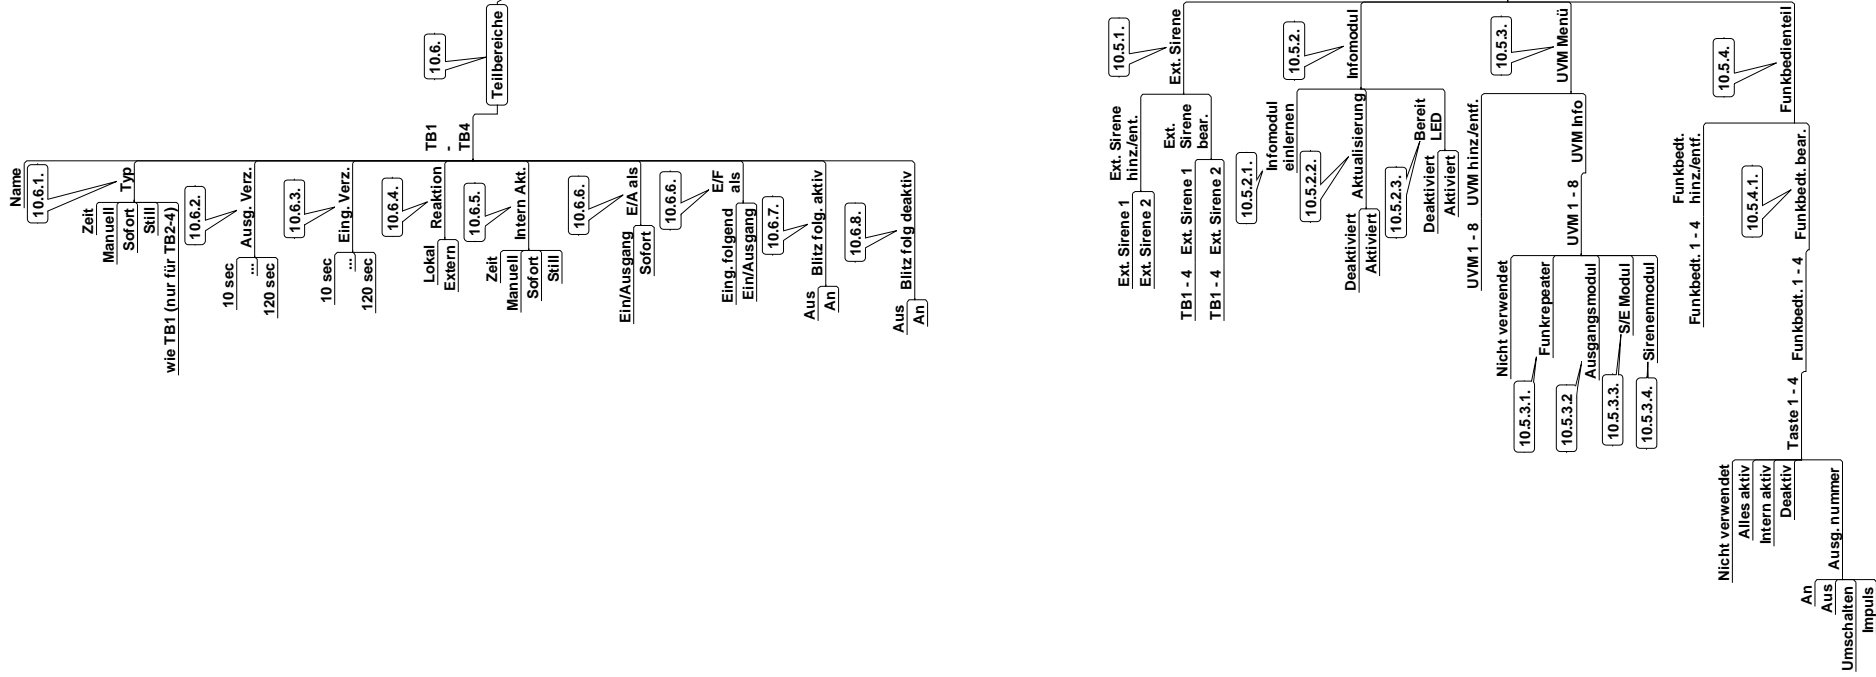 10.6.
Teilbereiche
TB1
-
TB4
Name
10.6.1.
Typ
Zeit
Manuell
Sofort
Still
wie TB1 (nur für TB2-4)
10.6.2.
Ausg. Verz.
10 sec
...
120 sec
10.6.3.
Eing. Verz.
10 sec
...
120 sec
10.6.4.
Reaktion
Lokal
Extern
10.6.5.
Intern Akt.
Zeit
Manuell
Sofort
Still
10.6.6.
E/A als
Ein/Ausgang
Sofort
10.6.6.
E/F
als
Eing. folgend
Ein/Ausgang
10.6.7.
Blitz folg. aktiv
Aus
An
10.6.8.
Blitz folg deaktiv
Aus
An
10.5.1.
Ext. Sirene
Ext. Sirene
hinz./ent.
Ext. Sirene 1
Ext. Sirene 2
Ext.
Sirene
bear.
TB1 - 4 Ext. Sirene 1
TB1 - 4 Ext. Sirene 2
10.5.2.
Infomodul
10.5.2.1.
Infomodul
einlernen
10.5.2.2.
Aktualisierung
Deaktiviert
Aktiviert
10.5.2.3.
Bereit
LED
Deaktiviert
Aktiviert
10.5.3.
UVM Menü
UVM 1 - 8 UVM hinz./entf.
UVM Info
UVM 1 - 8
Nicht verwendet
10.5.3.1.
Funkrepeater
10.5.3.2
Ausgangsmodul
10.5.3.3.
S/E Modul
10.5.3.4.
Sirenenmodul
10.5.4.
Funkbedienteil
Funkbedt.
hinz./entf.
Funkbedt. 1 - 4
10.5.4.1.
Funkbedt. bear.
Funkbedt. 1 - 4
Taste 1 - 4
Nicht verwendet
Alles aktiv
Intern aktiv
Deaktiv
Ausg. nummer
An
Aus
Umschalten
Impuls